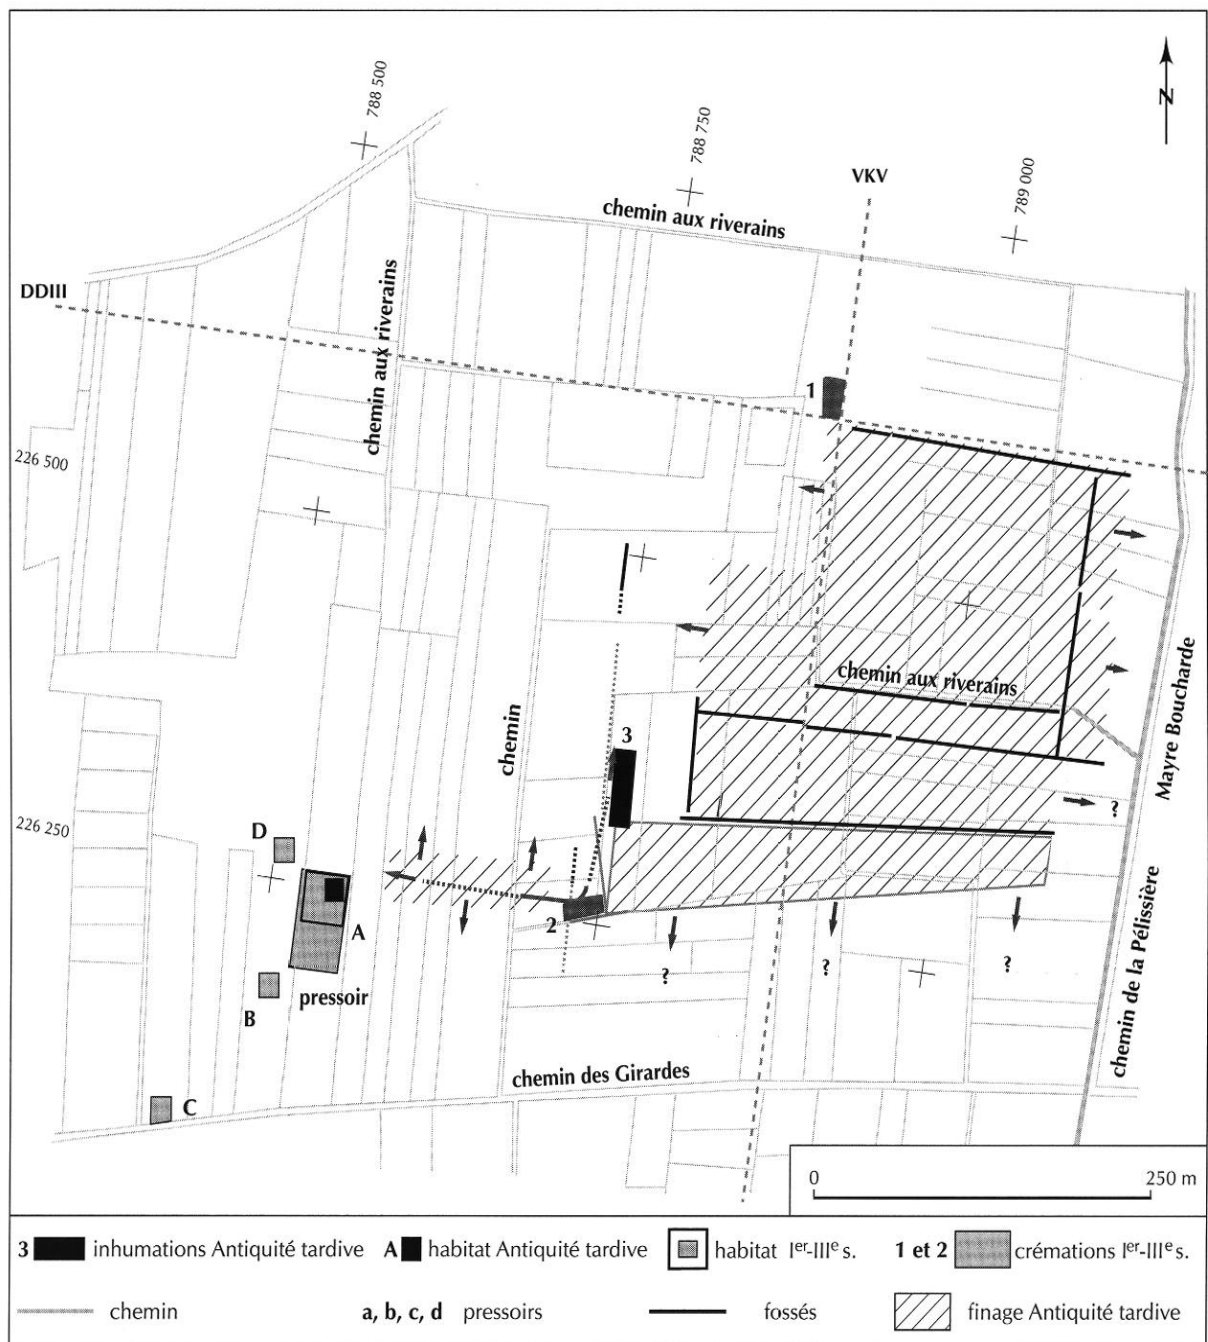 N
788 500
788 750
789 000
VKV
chemin aux riverains
DDIII
chemin aux riverains
1
226 500
chemin aux riverains
Mayre Boucharde
chemin
3
?
226 250
D
A
2
?
?
?
B
pressoir
chemin de la Pélissière
chemin des Girardes
C
0 250 m
3 inhumations Antiquité tardive A habitat Antiquité tardive habitat Ier-IIIe s. 1 et 2 crémations Ier-IIIe s.
chemin a, b, c, d pressoirs fossés finage Antiquité tardive